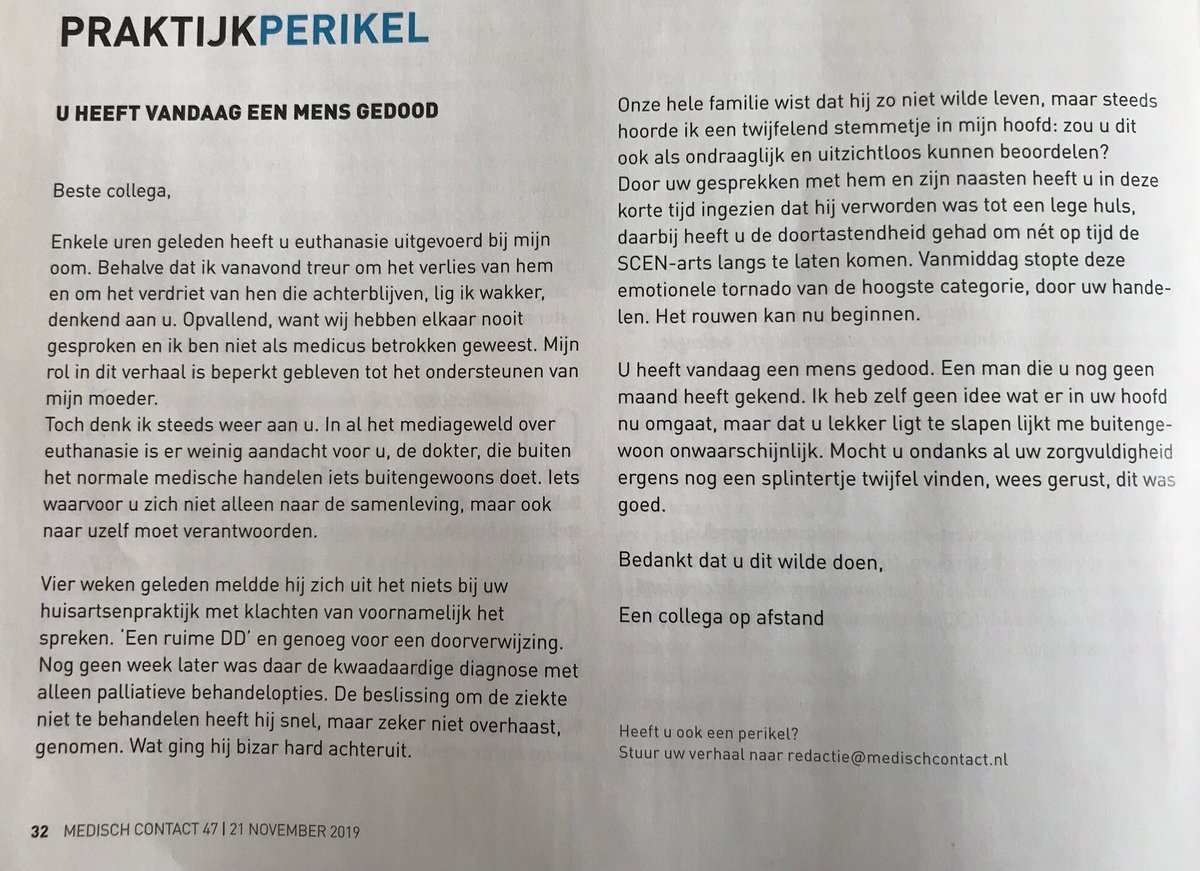 PRAKTIJKPERIKEL
U HEEFT VANDAAG EEN MENS GEDOOD
Beste collega,
Enkele uren geleden heeft u euthanasie uitgevoerd bij mijn
oom. Behalve dat ik vanavond treur om het verlies van hem
en om het verdriet van hen die achterblijven, lig ik wakker,
denkend aan u. Opvallend, want wij hebben elkaar nooit
gesproken en ik ben niet als medicus betrokken geweest. Mijn
rol in dit verhaal is beperkt gebleven tot het ondersteunen van
mijn moeder.
Toch denk ik steeds weer aan u. In al het mediageweld over
euthanasie is er weinig aandacht voor u, de dokter, die buiten
het normale medische handelen iets buitengewoons doet. Iets
waarvoor u zich niet alleen naar de samenleving, maar ook
naar uzelf moet verantwoorden.
Vier weken geleden meldde hij zich uit het niets bij uw
huisartsenpraktijk met klachten van voornamelijk het
spreken. ‘Een ruime DD’ en genoeg voor een doorverwijzing.
Nog geen week later was daar de kwaadaardige diagnose met
alleen palliatieve behandelopties. De beslissing om de ziekte
niet te behandelen heeft hij snel, maar zeker niet overhaast,
genomen. Wat ging hij bizar hard achteruit.
Onze hele familie wist dat hij zo niet wilde leven, maar steeds
hoorde ik een twijfelend stemmetje in mijn hoofd: zou u dit
ook als ondraaglijk en uitzichtloos kunnen beoordelen?
Door uw gesprekken met hem en zijn naasten heeft u in deze
korte tijd ingezien dat hij verworden was tot een lege huls,
daarbij heeft u de doortastendheid gehad om nét op tijd de
SCEN-arts langs te laten komen. Vanmiddag stopte deze
emotionele tornado van de hoogste categorie, door uw hande-
len. Het rouwen kan nu beginnen.
U heeft vandaag een mens gedood. Een man die u nog geen
maand heeft gekend. Ik heb zelf geen idee wat er in uw hoofd
nu omgaat, maar dat u lekker ligt te slapen lijkt me buitenge-
woon onwaarschijnlijk. Mocht u ondanks al uw zorgvuldigheid
ergens nog een splintertje twijfel vinden, wees gerust, dit was
goed.
Bedankt dat u dit wilde doen,
Een collega op afstand
Heeft u ook een perikel?
Stuur uw verhaal naar redactie@medischcontact.nl
32 MEDISCH CONTACT 47 | 21 NOVEMBER 2019